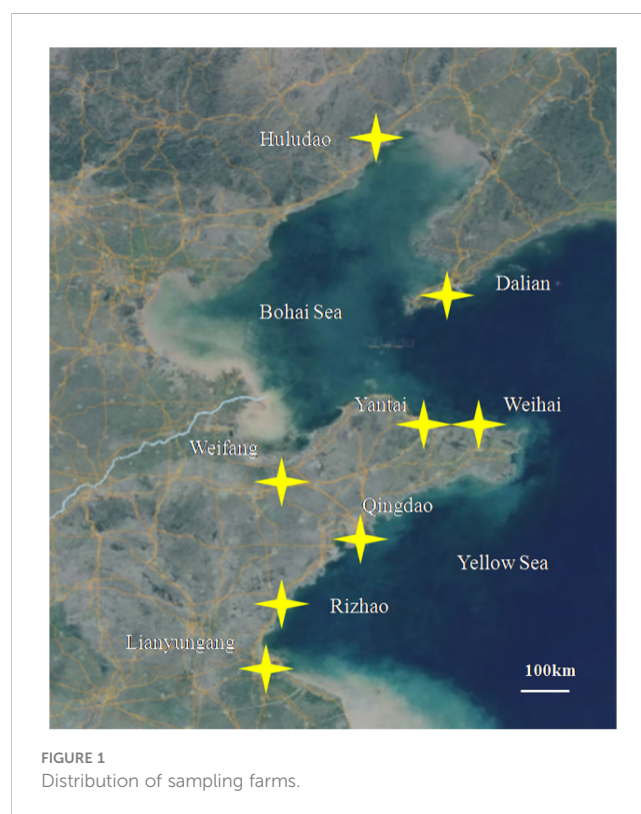 Huludao
Dalian
Bohai Sea
Yantai
Weihai
Weifang
Qingdao
Yellow Sea
Rizhao
Lianyungang
100km
FIGURE 1
Distribution of sampling farms.